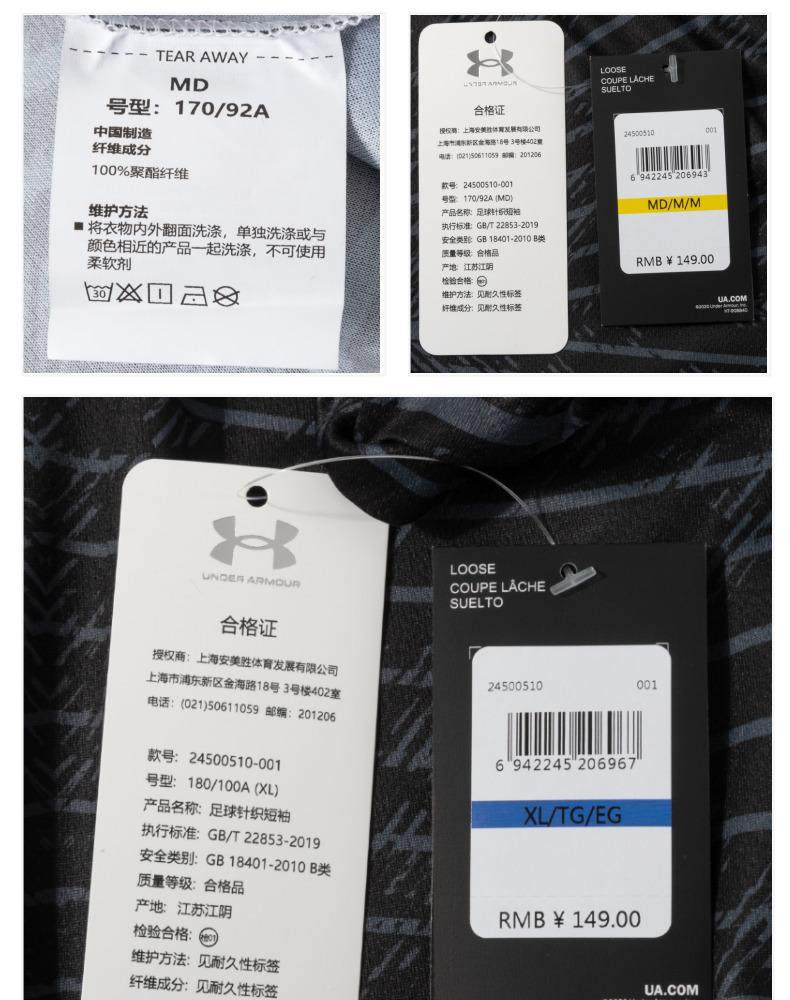 TEAR AWAY
MD
号型：170/92A
中国制造
纤维成分
100%聚酯纤维
维护方法
■ 将衣物内外翻面洗涤，单独洗涤或与
颜色相近的产品一起洗涤，不可使用
柔软剂
30
UNDER ARMOUR
合格证
授权商：上海安美胜体育发展有限公司
上海市浦东新区金海路18号 3号楼402室
电话：(021)50611059 邮编：201206
款号：24500510-001
号型：170/92A (MD)
产品名称：足球针织短袖
执行标准：GB/T 22853-2019
安全类别：GB 18401-2010 B类
质量等级：合格品
产地：江苏江阴
检验合格：
维护方法：见耐久性标签
纤维成分：见耐久性标签
LOOSE
COUPE LÂCHE
SUELTO
24500510 001
6 942245 206943
MD/M/M
RMB ¥ 149.00
UA.COM
©2020 Under Armour, Inc.
UNDER ARMOUR
合格证
授权商：上海安美胜体育发展有限公司
上海市浦东新区金海路18号 3号楼402室
电话：(021)50611059 邮编：201206
款号：24500510-001
号型：180/100A (XL)
产品名称：足球针织短袖
执行标准：GB/T 22853-2019
安全类别：GB 18401-2010 B类
质量等级：合格品
产地：江苏江阴
检验合格：
维护方法：见耐久性标签
纤维成分：见耐久性标签
LOOSE
COUPE LÂCHE
SUELTO
24500510 001
6 942245 206967
XL/TG/EG
RMB ¥ 149.00
UA.COM